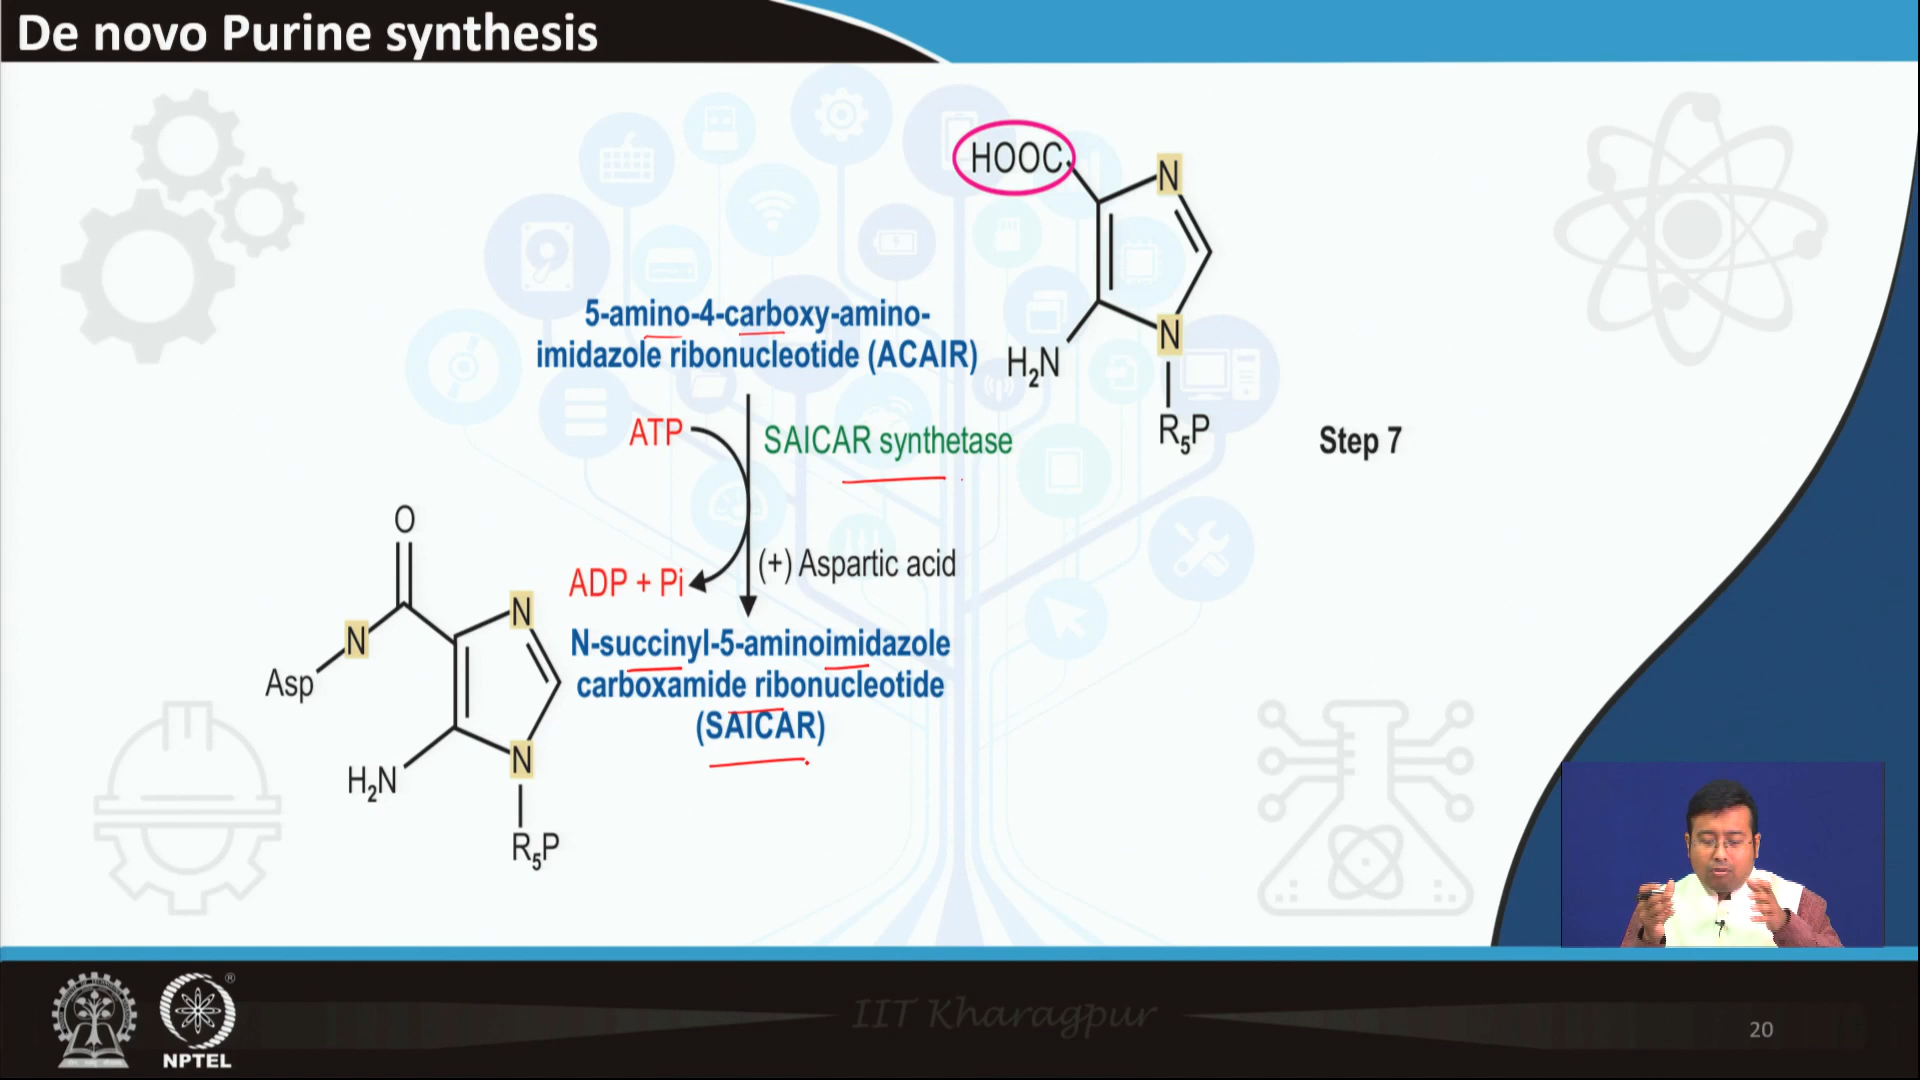 De novo Purine synthesis
HOOC
N
5-amino-4-carboxy-amino-
imidazole ribonucleotide (ACAIR)
H₂N
N
R₅P
ATP
SAICAR synthetase
Step 7
O
ADP + Pi
(+) Aspartic acid
N
N
Asp
N-succinyl-5-aminoimidazole
carboxamide ribonucleotide
(SAICAR)
H₂N
N
R₅P
IIT Kharagpur
®
NPTEL
20